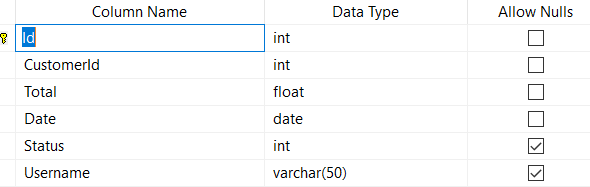 Column Name Data Type Allow Nulls
Id int
CustomerId int
Total float
Date date
Status int
Username varchar(50)